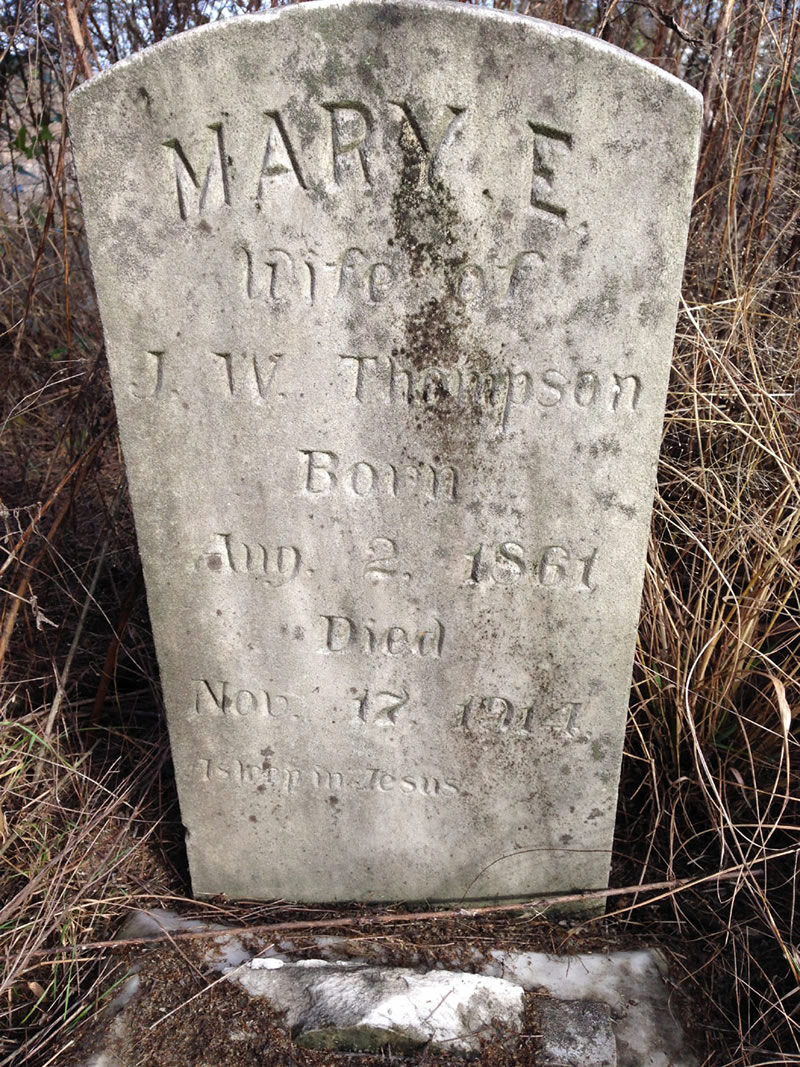 MARY. E.
Wife of
J. W. Thompson
Born
Aug. 2. 1861
Died
Nov. 17. 1914.
Asleep in Jesus.